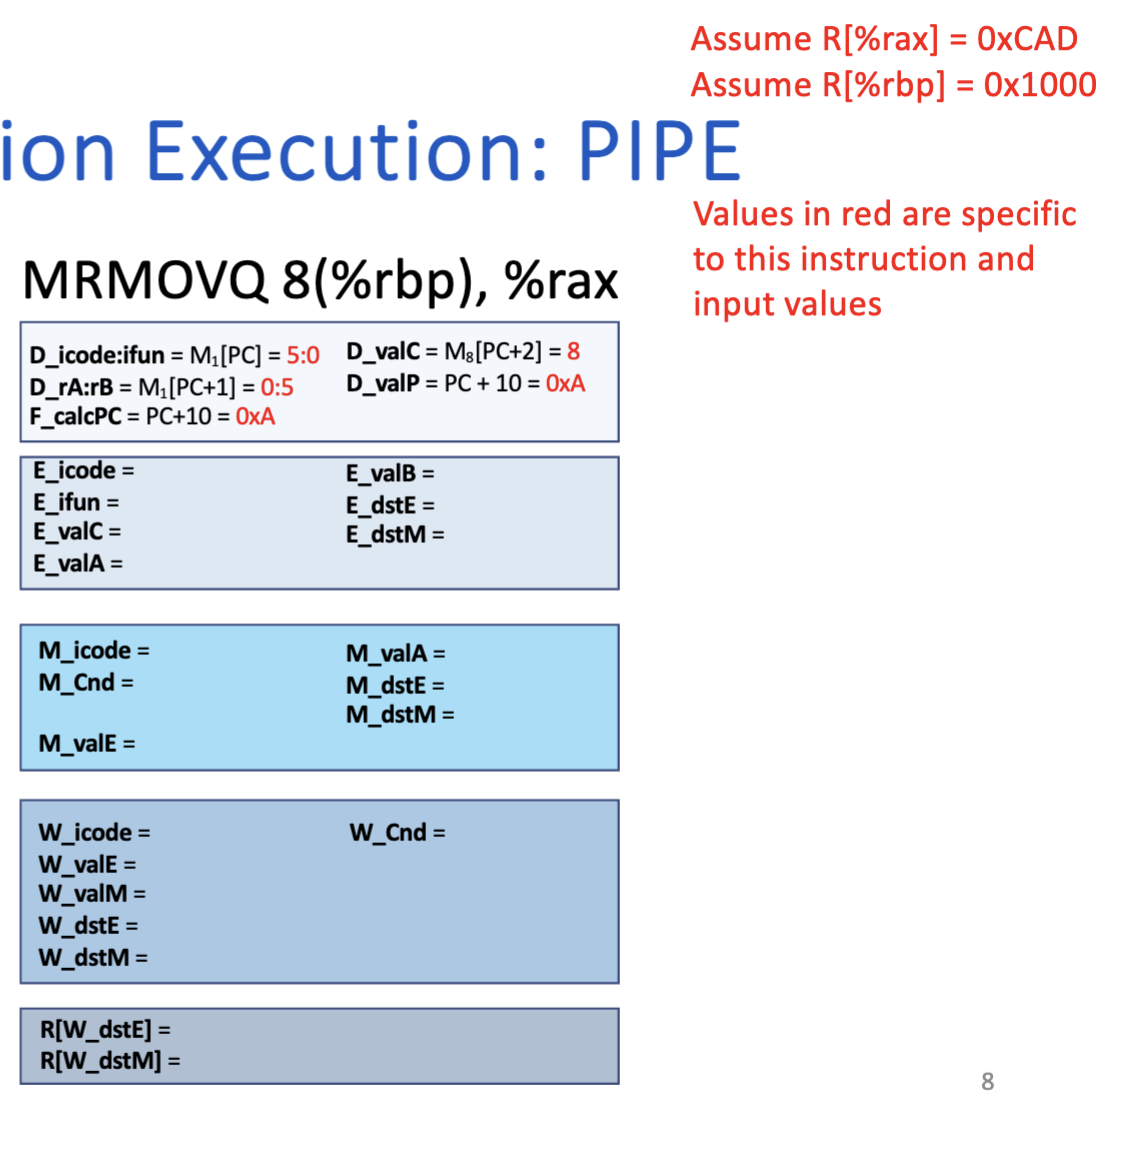 Assume R[%rax] = 0xCAD
Assume R[%rbp] = 0x1000
ion Execution: PIPE
Values in red are specific
to this instruction and
input values
MRMOVQ 8(%rbp), %rax
D_icode:ifun = M₁[PC] = 5:0 D_valC = M₈[PC+2] = 8
D_rA:rB = M₁[PC+1] = 0:5 D_valP = PC + 10 = 0xA
F_calcPC = PC+10 = 0xA
E_icode = E_valB =
E_ifun = E_dstE =
E_valC = E_dstM =
E_valA =
M_icode = M_valA =
M_Cnd = M_dstE =
M_dstM =
M_valE =
W_icode = W_Cnd =
W_valE =
W_valM =
W_dstE =
W_dstM =
R[W_dstE] =
R[W_dstM] =
8